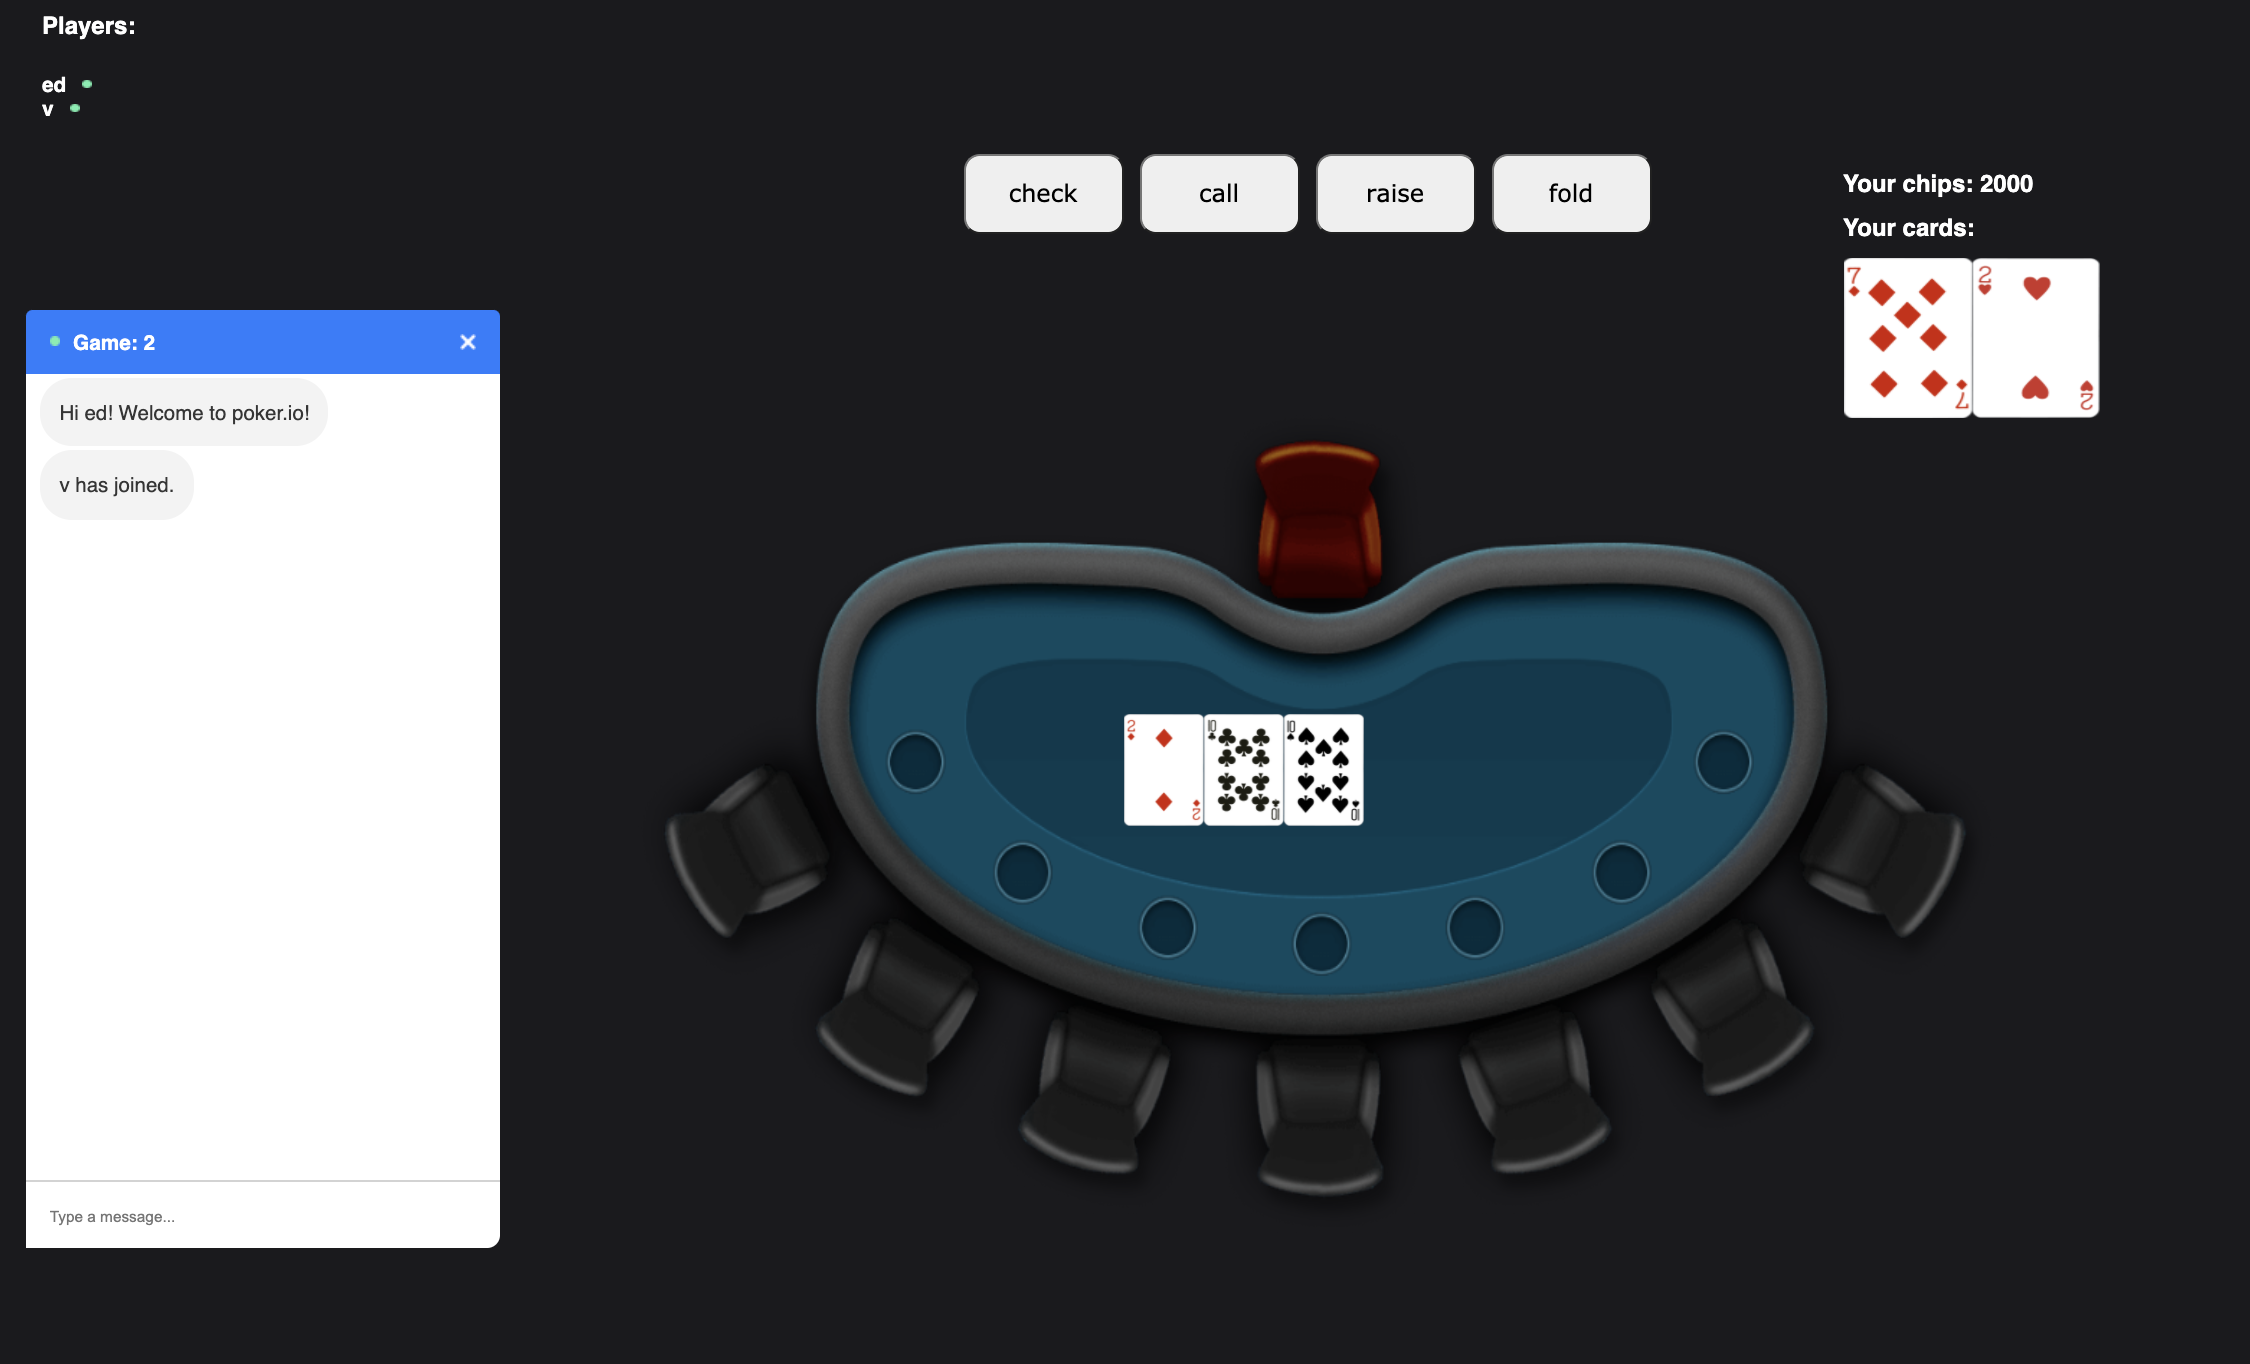 Players:
ed
v
check
call
raise
fold
Your chips: 2000
Your cards:
7
7
2
2
Game: 2
×
Hi ed! Welcome to poker.io!
v has joined.
2
2
10
10
10
10
Type a message...